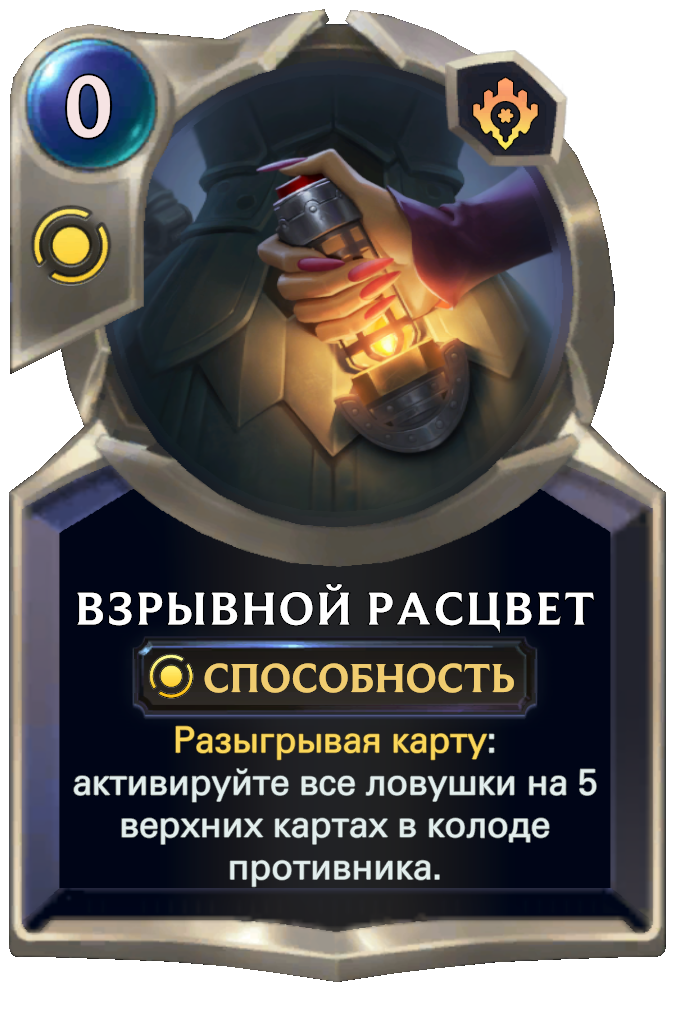 0
ВЗРЫВНОЙ РАСЦВЕТ
СПОСОБНОСТЬ
Разыгрывая карту:
активируйте все ловушки на 5
верхних картах в колоде
противника.